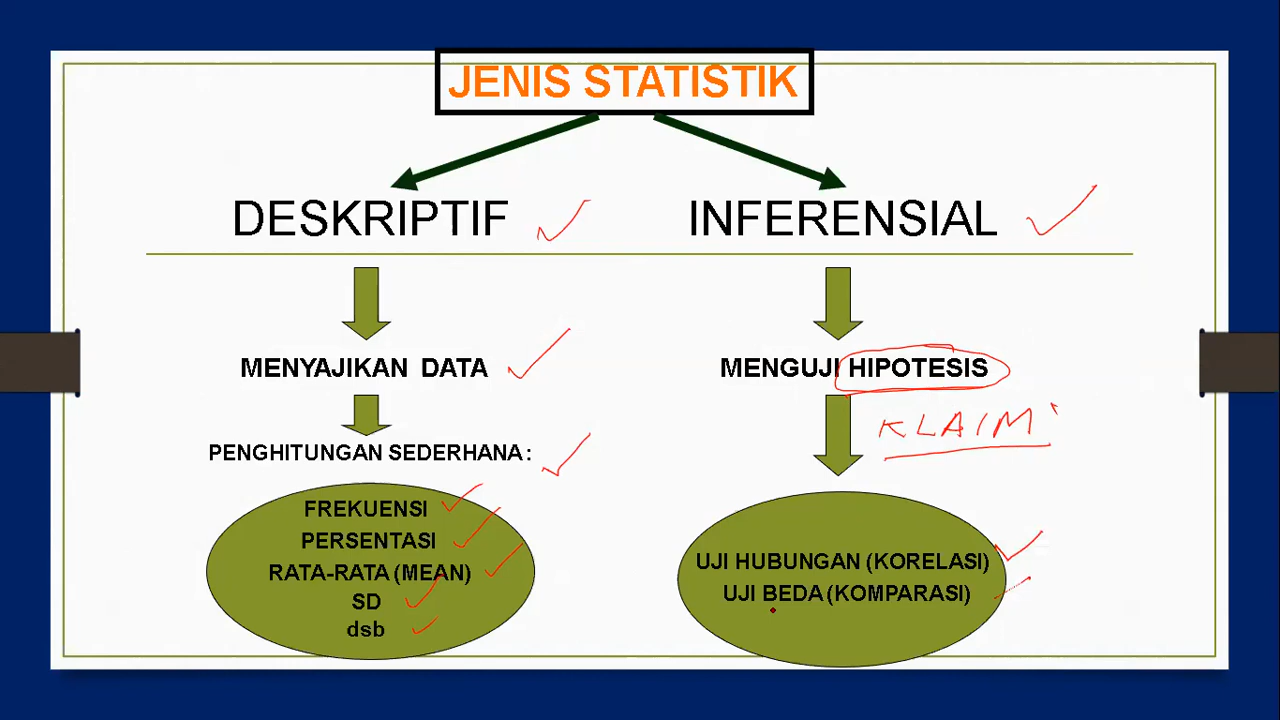 JENIS STATISTIK
DESKRIPTIF
INFERENSIAL
MENYAJIKAN DATA
MENGUJI HIPOTESIS
KLAIM
PENGHITUNGAN SEDERHANA :
FREKUENSI
PERSENTASI
RATA-RATA (MEAN)
SD
dsb
UJI HUBUNGAN (KORELASI)
UJI BEDA (KOMPARASI)